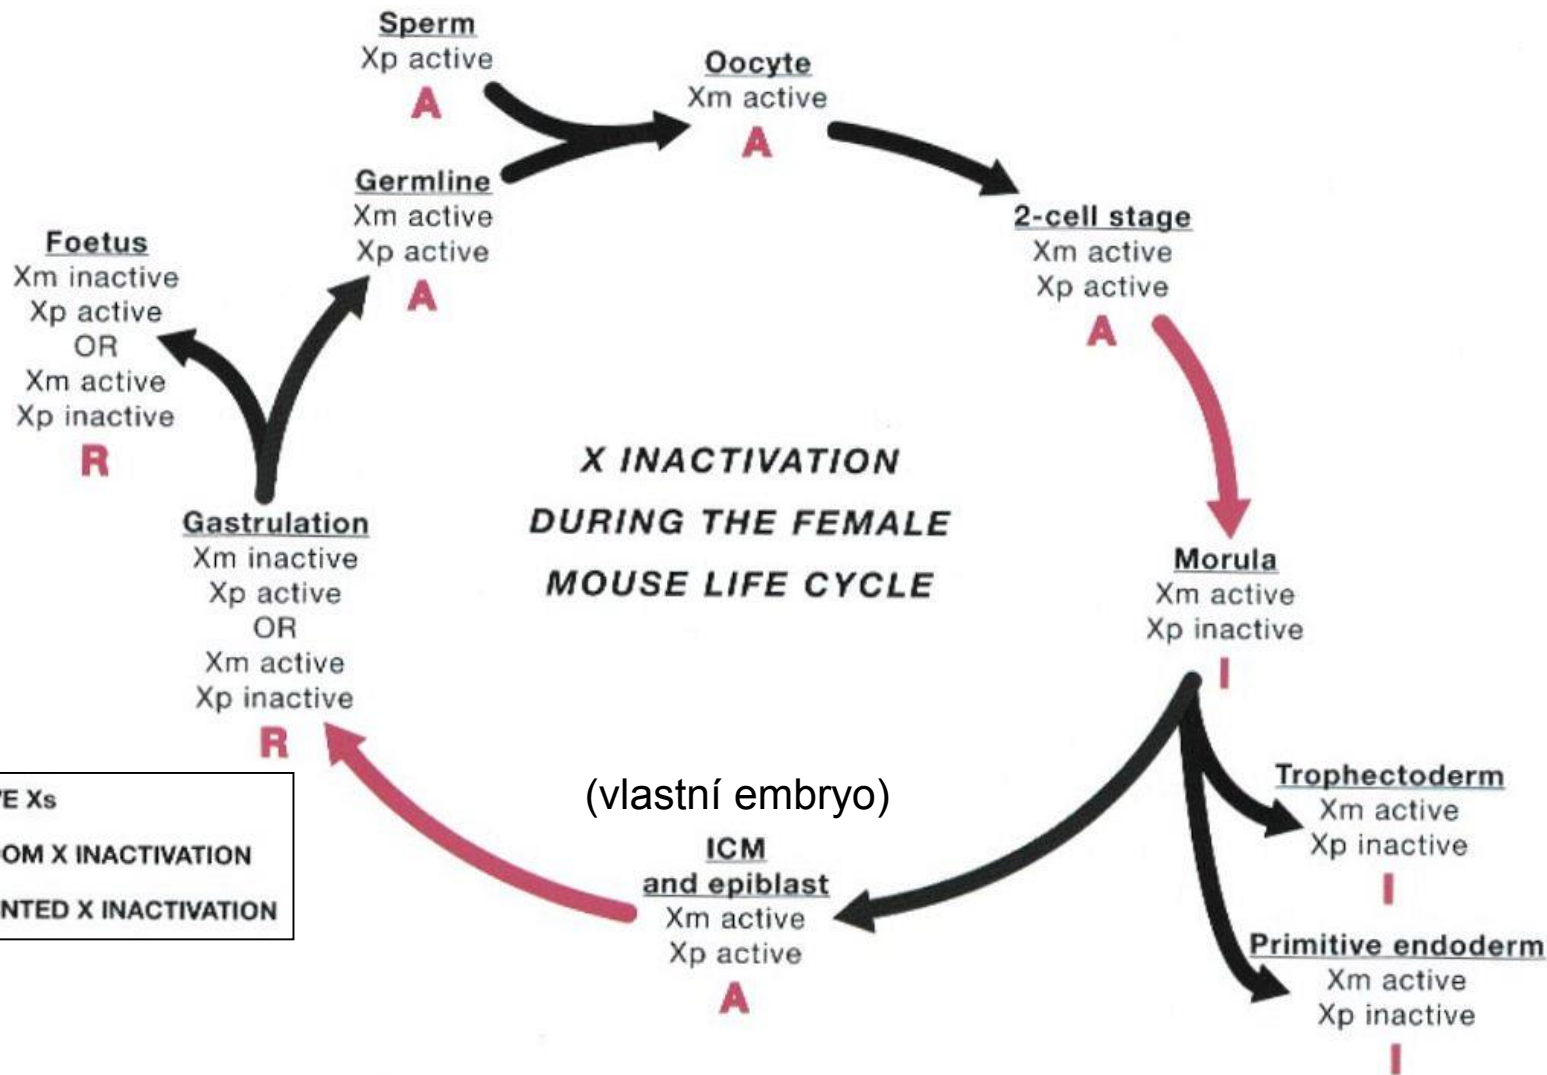 Sperm
Xp active
A
Oocyte
Xm active
A
Germline
Xm active
Xp active
A
2-cell stage
Xm active
Xp active
A
Foetus
Xm inactive
Xp active
OR
Xm active
Xp inactive
R
X INACTIVATION
DURING THE FEMALE
MOUSE LIFE CYCLE
Gastrulation
Xm inactive
Xp active
OR
Xm active
Xp inactive
R
Morula
Xm active
Xp inactive
I
Trophectoderm
Xm active
Xp inactive
I
Primitive endoderm
Xm active
Xp inactive
I
(vlastní embryo)
ICM
and epiblast
Xm active
Xp active
A
Xs
X INACTIVATION
X INACTIVATION